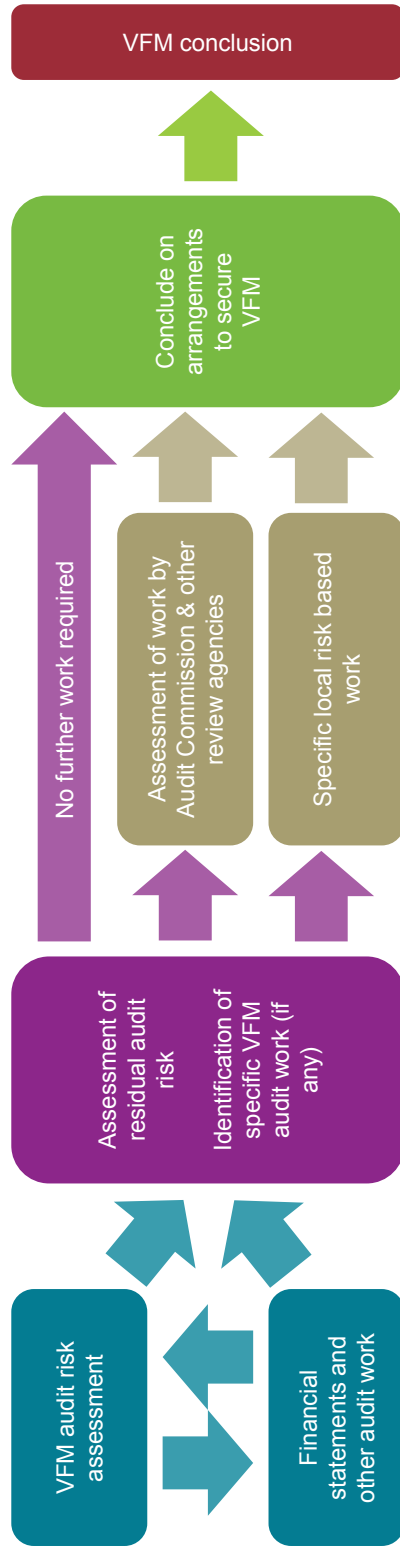 VFM audit risk
assessment
Financial
statements and
other audit work
Assessment of
residual audit
risk
Identification of
specific VFM
audit work (if
any)
No further work required
Assessment of work by
Audit Commission & other
review agencies
Specific local risk based
work
Conclude on
arrangements
to secure
VFM
VFM conclusion